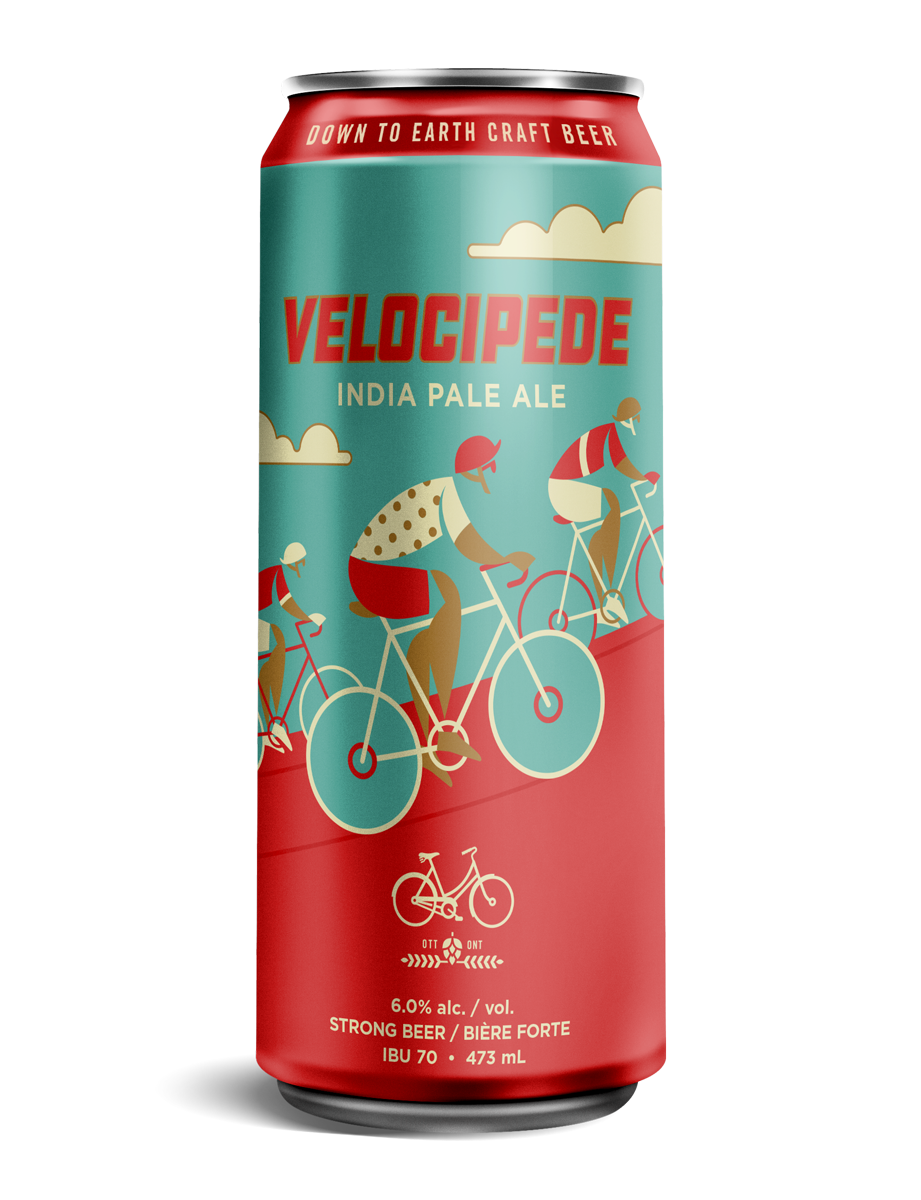 DOWN TO EARTH CRAFT BEER
VELOCIPEDE
INDIA PALE ALE
OTT ONT
6.0% alc. / vol.
STRONG BEER / BIÈRE FORTE
IBU 70 • 473 mL